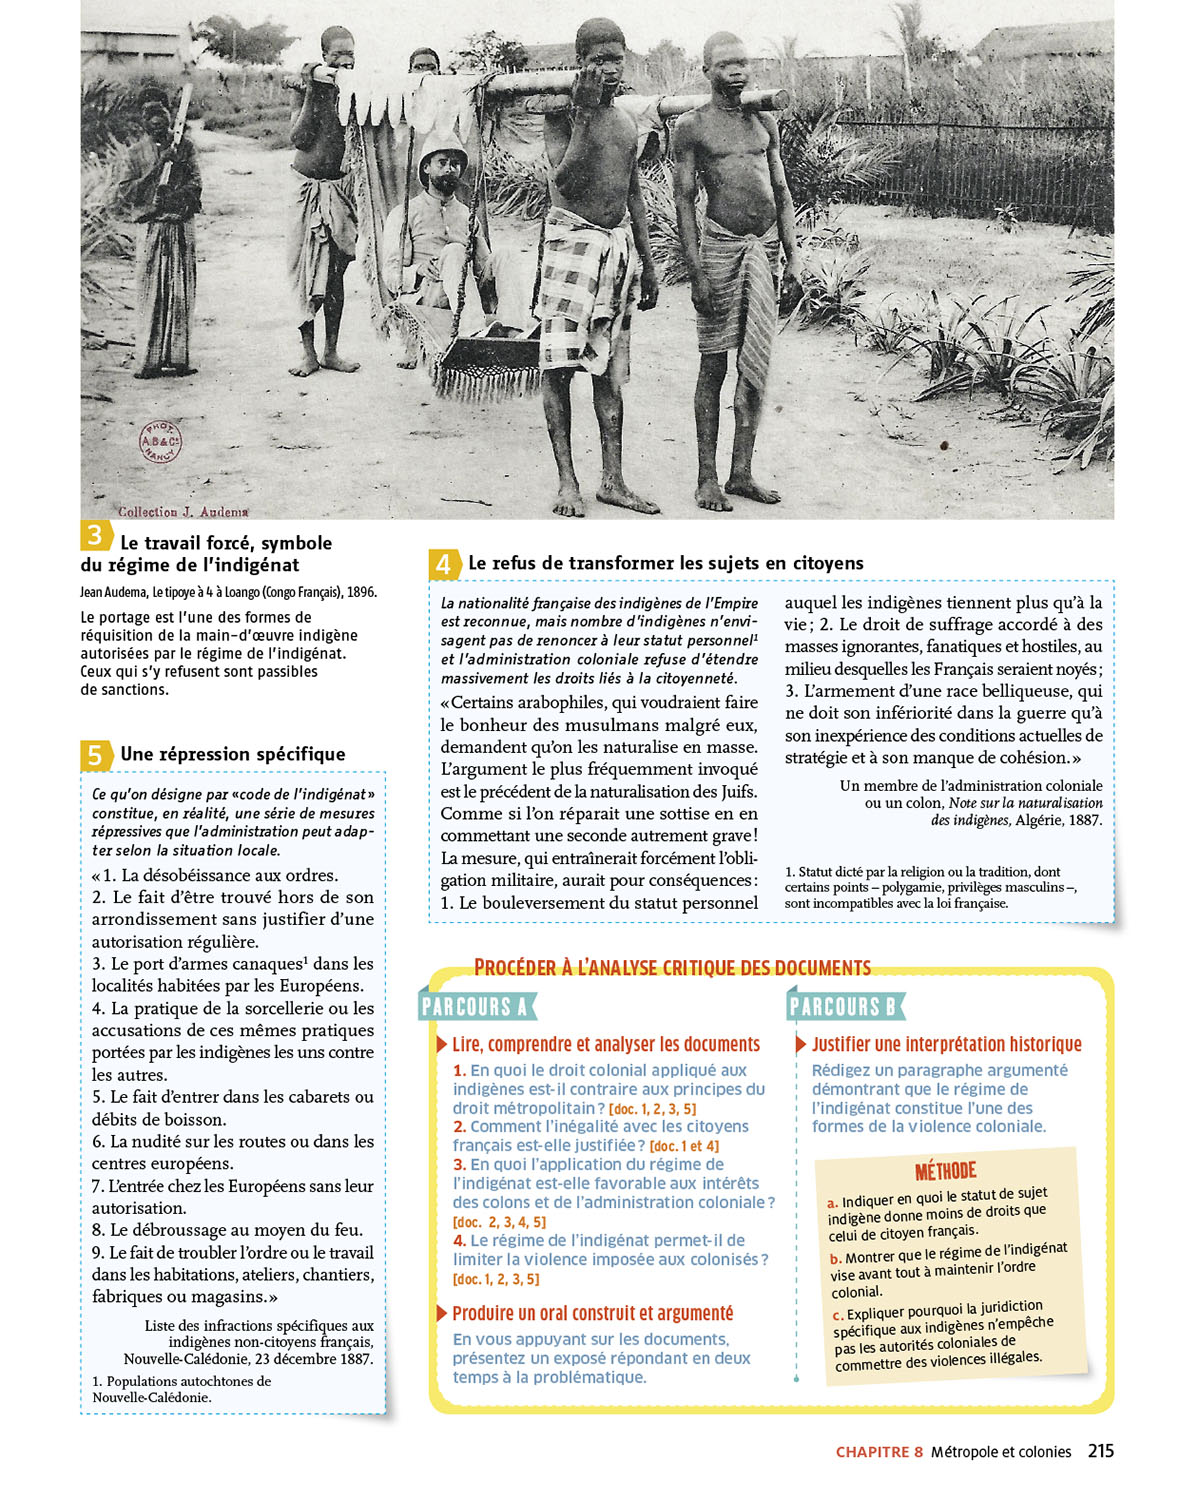 PHOT.
A.B & Cie
NANCY
Collection J. Audema
3 Le travail forcé, symbole
du régime de l'indigénat
Jean Audema, Le tipoye à 4 à Loango (Congo Français), 1896.
Le portage est l'une des formes de
réquisition de la main-d'œuvre indigène
autorisées par le régime de l'indigénat.
Ceux qui s'y refusent sont passibles
de sanctions.
5 Une répression spécifique
Ce qu'on désigne par «code de l'indigénat»
constitue, en réalité, une série de mesures
répressives que l'administration peut adap-
ter selon la situation locale.
«1. La désobéissance aux ordres.
2. Le fait d'être trouvé hors de son
arrondissement sans justifier d'une
autorisation régulière.
3. Le port d'armes canaques¹ dans les
localités habitées par les Européens.
4. La pratique de la sorcellerie ou les
accusations de ces mêmes pratiques
portées par les indigènes les uns contre
les autres.
5. Le fait d'entrer dans les cabarets ou
débits de boisson.
6. La nudité sur les routes ou dans les
centres européens.
7. L'entrée chez les Européens sans leur
autorisation.
8. Le débroussage au moyen du feu.
9. Le fait de troubler l'ordre ou le travail
dans les habitations, ateliers, chantiers,
fabriques ou magasins.»
Liste des infractions spécifiques aux
indigènes non-citoyens français,
Nouvelle-Calédonie, 23 décembre 1887.
1. Populations autochtones de
Nouvelle-Calédonie.
4 Le refus de transformer les sujets en citoyens
La nationalité française des indigènes de l'Empire
est reconnue, mais nombre d'indigènes n'envi-
sagent pas de renoncer à leur statut personnel¹
et l'administration coloniale refuse d'étendre
massivement les droits liés à la citoyenneté.
«Certains arabophiles, qui voudraient faire
le bonheur des musulmans malgré eux,
demandent qu'on les naturalise en masse.
L'argument le plus fréquemment invoqué
est le précédent de la naturalisation des Juifs.
Comme si l'on réparait une sottise en en
commettant une seconde autrement grave!
La mesure, qui entraînerait forcément l'obli-
gation militaire, aurait pour conséquences:
1. Le bouleversement du statut personnel
auquel les indigènes tiennent plus qu'à la
vie; 2. Le droit de suffrage accordé à des
masses ignorantes, fanatiques et hostiles, au
milieu desquelles les Français seraient noyés;
3. L'armement d'une race belliqueuse, qui
ne doit son infériorité dans la guerre qu'à
son inexpérience des conditions actuelles de
stratégie et à son manque de cohésion.»
Un membre de l'administration coloniale
ou un colon, Note sur la naturalisation
des indigènes, Algérie, 1887.
1. Statut dicté par la religion ou la tradition, dont
certains points – polygamie, privilèges masculins –,
sont incompatibles avec la loi française.
PROCÉDER À L'ANALYSE CRITIQUE DES DOCUMENTS
PARCOURS A
Lire, comprendre et analyser les documents
1. En quoi le droit colonial appliqué aux
indigènes est-il contraire aux principes du
droit métropolitain? [doc. 1, 2, 3, 5]
2. Comment l'inégalité avec les citoyens
français est-elle justifiée? [doc. 1 et 4]
3. En quoi l'application du régime de
l'indigénat est-elle favorable aux intérêts
des colons et de l'administration coloniale?
[doc. 2, 3, 4, 5]
4. Le régime de l'indigénat permet-il de
limiter la violence imposée aux colonisés?
[doc. 1, 2, 3, 5]
Produire un oral construit et argumenté
En vous appuyant sur les documents,
présentez un exposé répondant en deux
temps à la problématique.
PARCOURS B
Justifier une interprétation historique
Rédigez un paragraphe argumenté
démontrant que le régime de
l'indigénat constitue l'une des
formes de la violence coloniale.
MÉTHODE
a. Indiquer en quoi le statut de sujet
indigène donne moins de droits que
celui de citoyen français.
b. Montrer que le régime de l'indigénat
vise avant tout à maintenir l'ordre
colonial.
c. Expliquer pourquoi la juridiction
spécifique aux indigènes n'empêche
pas les autorités coloniales de
commettre des violences illégales.
CHAPITRE 8 Métropole et colonies 215